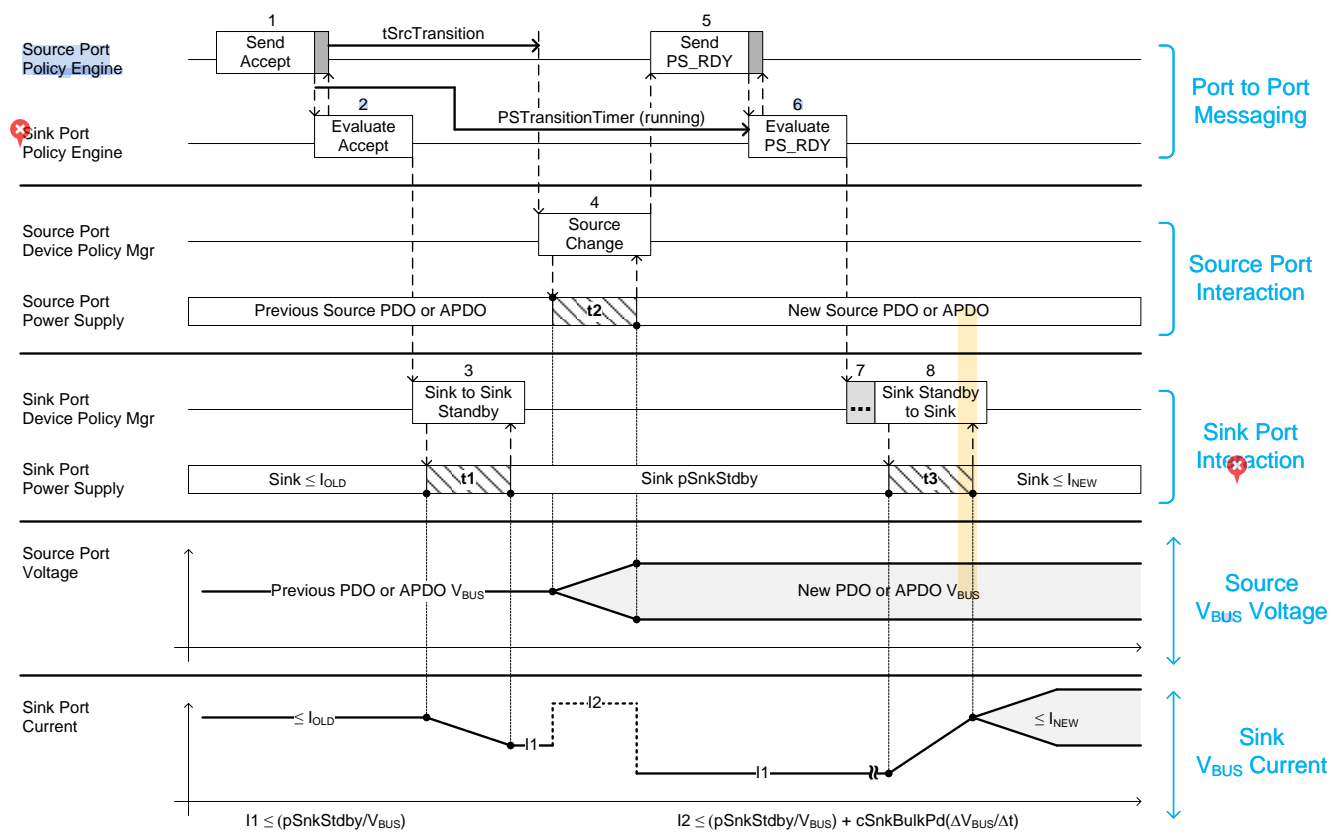 1
5
Source Port
Policy Engine
Send
Accept
tSrcTransition
Send
PS_RDY
Port to Port
Messaging
2
6
Sink Port
Policy Engine
Evaluate
Accept
PSTransitionTimer (running)
Evaluate
PS_RDY
4
Source Port
Device Policy Mgr
Source
Change
Source Port
Interaction
Source Port
Power Supply
Previous Source PDO or APDO
t2
New Source PDO or APDO
3
7
8
Sink Port
Device Policy Mgr
Sink to Sink
Standby
...
Sink Standby
to Sink
Sink Port
Interaction
Sink Port
Power Supply
Sink ≤ IOLD
t1
Sink pSnkStdby
t3
Sink ≤ INEW
Source Port
Voltage
Previous PDO or APDO VBUS
New PDO or APDO VBUS
Source
VBUS Voltage
Sink Port
Current
≤ IOLD
I1
I2
I1
≤ INEW
Sink
VBUS Current
I1 ≤ (pSnkStdby/VBUS)
I2 ≤ (pSnkStdby/VBUS) + cSnkBulkPd(ΔVBUS/Δt)